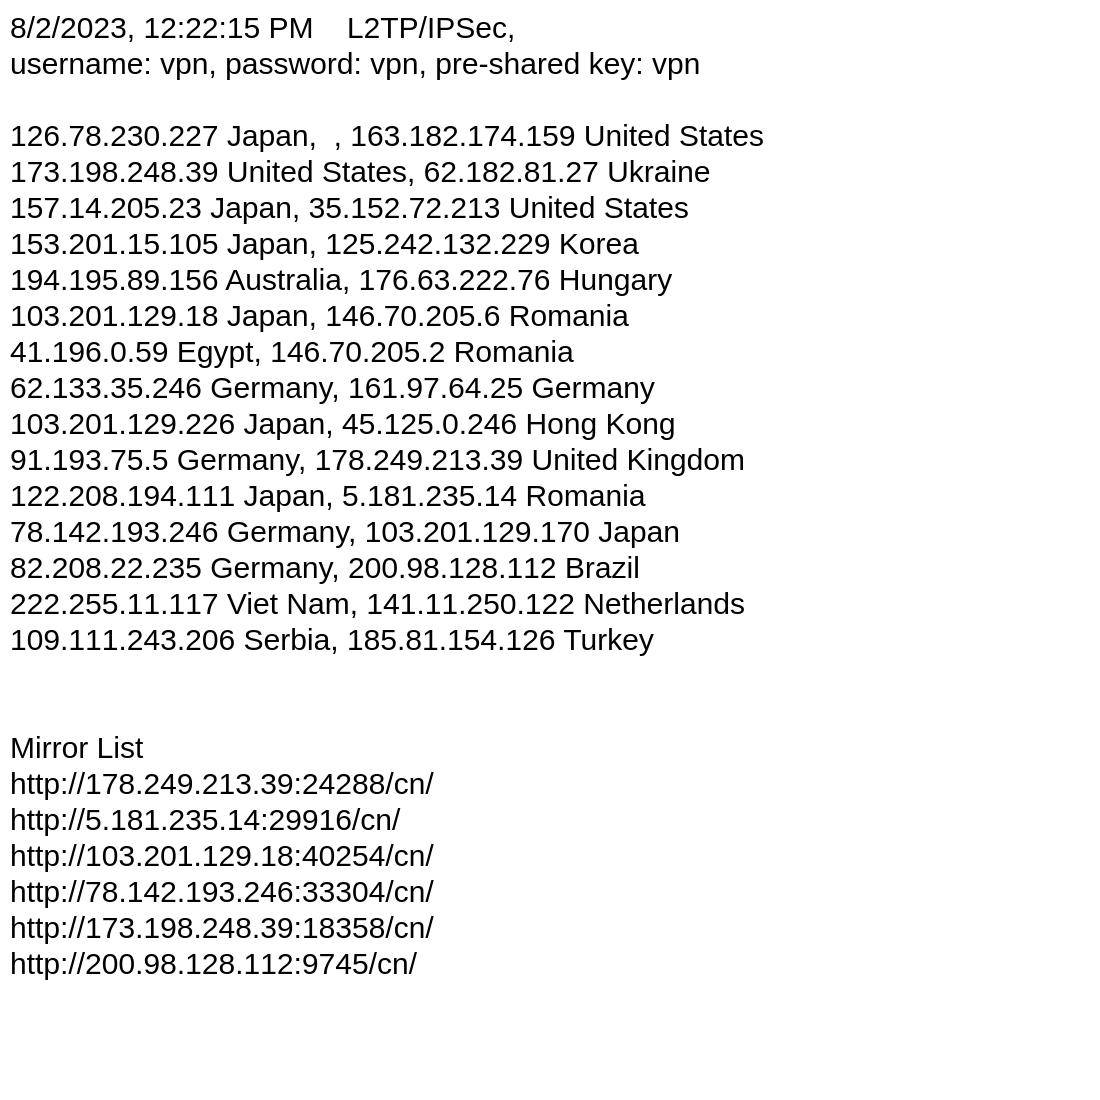 8/2/2023, 12:22:15 PM    L2TP/IPSec,
username: vpn, password: vpn, pre-shared key: vpn
126.78.230.227 Japan,  , 163.182.174.159 United States
173.198.248.39 United States, 62.182.81.27 Ukraine
157.14.205.23 Japan, 35.152.72.213 United States
153.201.15.105 Japan, 125.242.132.229 Korea
194.195.89.156 Australia, 176.63.222.76 Hungary
103.201.129.18 Japan, 146.70.205.6 Romania
41.196.0.59 Egypt, 146.70.205.2 Romania
62.133.35.246 Germany, 161.97.64.25 Germany
103.201.129.226 Japan, 45.125.0.246 Hong Kong
91.193.75.5 Germany, 178.249.213.39 United Kingdom
122.208.194.111 Japan, 5.181.235.14 Romania
78.142.193.246 Germany, 103.201.129.170 Japan
82.208.22.235 Germany, 200.98.128.112 Brazil
222.255.11.117 Viet Nam, 141.11.250.122 Netherlands
109.111.243.206 Serbia, 185.81.154.126 Turkey
Mirror List
http://178.249.213.39:24288/cn/
http://5.181.235.14:29916/cn/
http://103.201.129.18:40254/cn/
http://78.142.193.246:33304/cn/
http://173.198.248.39:18358/cn/
http://200.98.128.112:9745/cn/